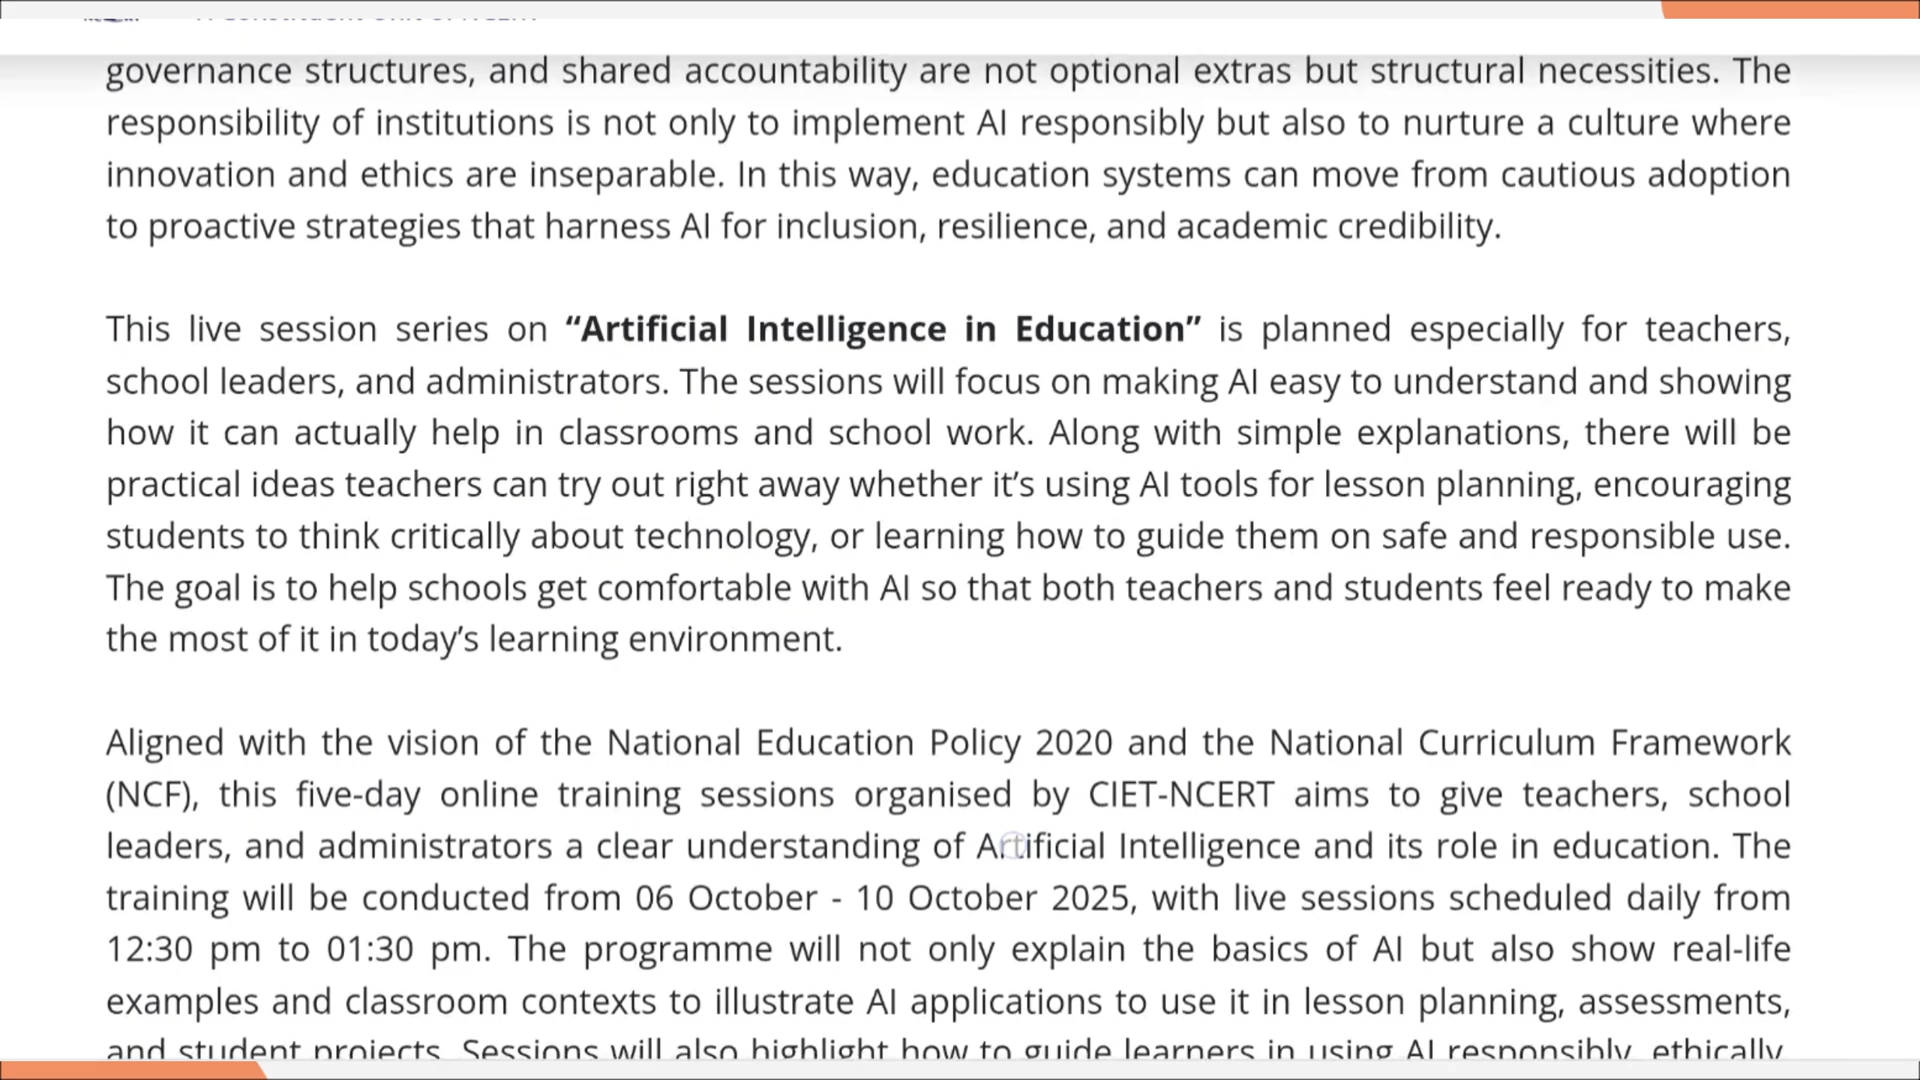 governance structures, and shared accountability are not optional extras but structural necessities. The
responsibility of institutions is not only to implement AI responsibly but also to nurture a culture where
innovation and ethics are inseparable. In this way, education systems can move from cautious adoption
to proactive strategies that harness AI for inclusion, resilience, and academic credibility.
This live session series on “Artificial Intelligence in Education” is planned especially for teachers,
school leaders, and administrators. The sessions will focus on making AI easy to understand and showing
how it can actually help in classrooms and school work. Along with simple explanations, there will be
practical ideas teachers can try out right away whether it’s using AI tools for lesson planning, encouraging
students to think critically about technology, or learning how to guide them on safe and responsible use.
The goal is to help schools get comfortable with AI so that both teachers and students feel ready to make
the most of it in today’s learning environment.
Aligned with the vision of the National Education Policy 2020 and the National Curriculum Framework
(NCF), this five-day online training sessions organised by CIET-NCERT aims to give teachers, school
leaders, and administrators a clear understanding of Artificial Intelligence and its role in education. The
training will be conducted from 06 October - 10 October 2025, with live sessions scheduled daily from
12:30 pm to 01:30 pm. The programme will not only explain the basics of AI but also show real-life
examples and classroom contexts to illustrate AI applications to use it in lesson planning, assessments,
and student projects. Sessions will also highlight how to guide learners in using AI responsibly, ethically,